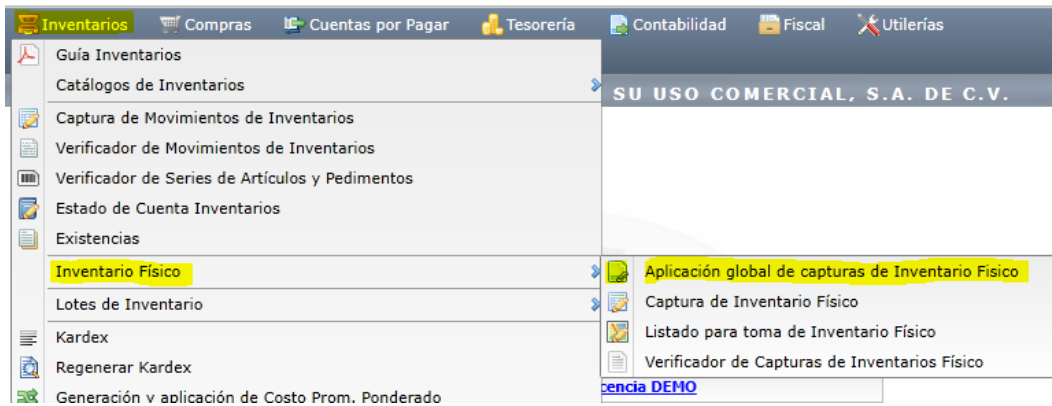 Inventarios Compras Cuentas por Pagar Tesorería Contabilidad Fiscal Utilerías
Guía Inventarios
Catálogos de Inventarios
SU USO COMERCIAL, S.A. DE C.V.
Captura de Movimientos de Inventarios
Verificador de Movimientos de Inventarios
Verificador de Series de Artículos y Pedimentos
Estado de Cuenta Inventarios
Existencias
Inventario Físico
Aplicación global de capturas de Inventario Fisico
Lotes de Inventario
Captura de Inventario Físico
Kardex
Listado para toma de Inventario Físico
Regenerar Kardex
Verificador de Capturas de Inventarios Físico
cencia DEMO
Generación y aplicación de Costo Prom. Ponderado